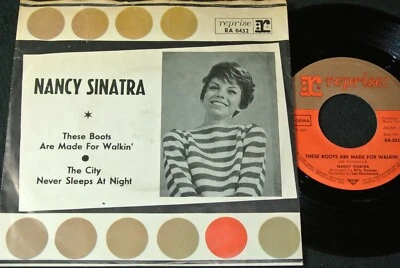 reprise
RA 0432
NANCY SINATRA
*
These Boots
Are Made For Walkin'
•
The City
Never Sleeps At Night
reprise
GEMA
THESE BOOTS ARE MADE FOR WALKIN'
NANCY SINATRA